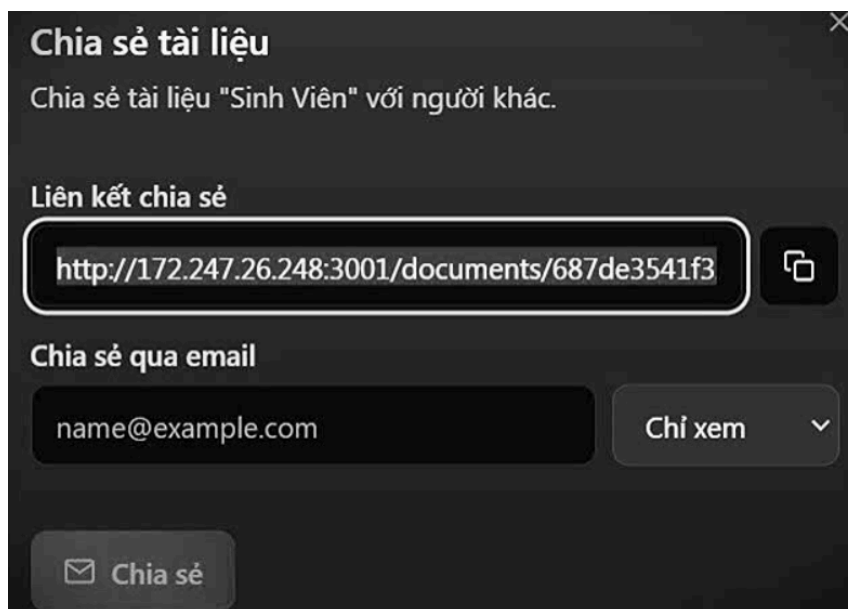 Chia sẻ tài liệu
Chia sẻ tài liệu "Sinh Viên" với người khác.
Liên kết chia sẻ
http://172.247.26.248:3001/documents/687de3541f3
Chia sẻ qua email
name@example.com
Chỉ xem
Chia sẻ